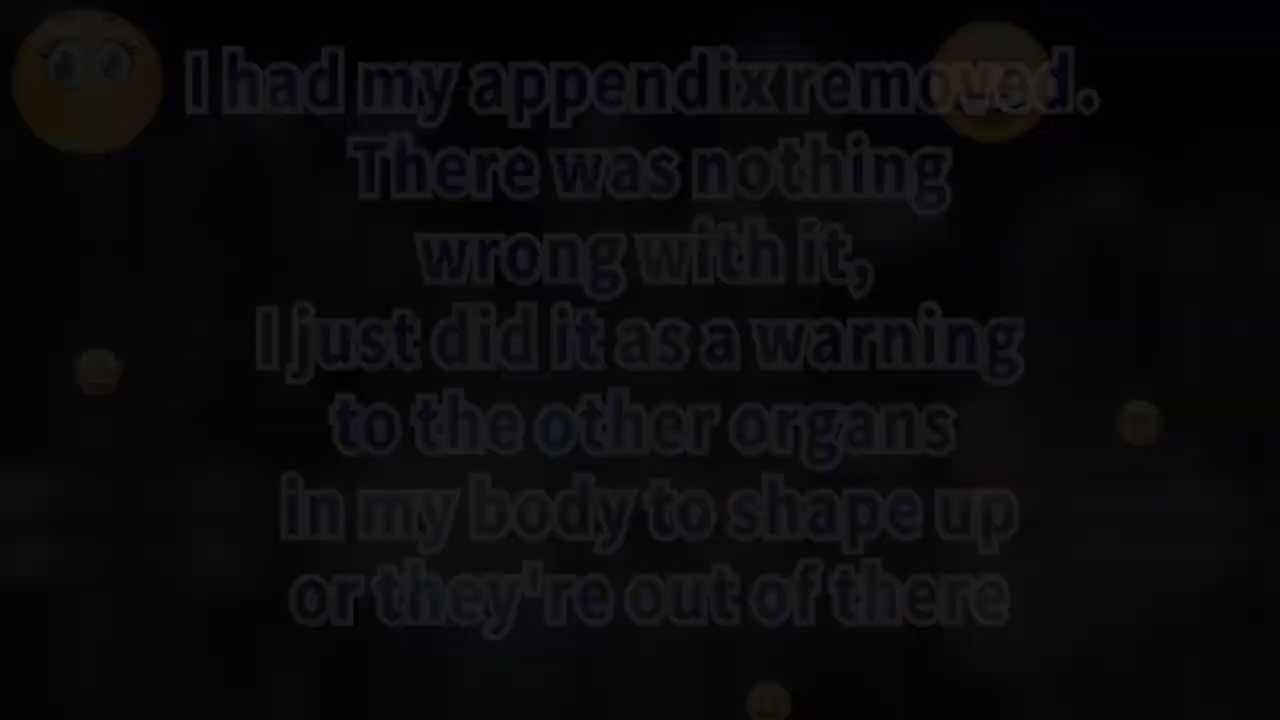 I had my appendix removed.
There was nothing
wrong with it,
I just did it as a warning
to the other organs
in my body to shape up
or they're out of there